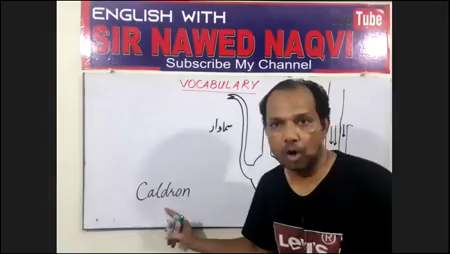 ENGLISH WITH
Tube
SIR NAWED NAQVI
Subscribe My Channel
VOCABULARY
سماوار
Caldron
Levi's